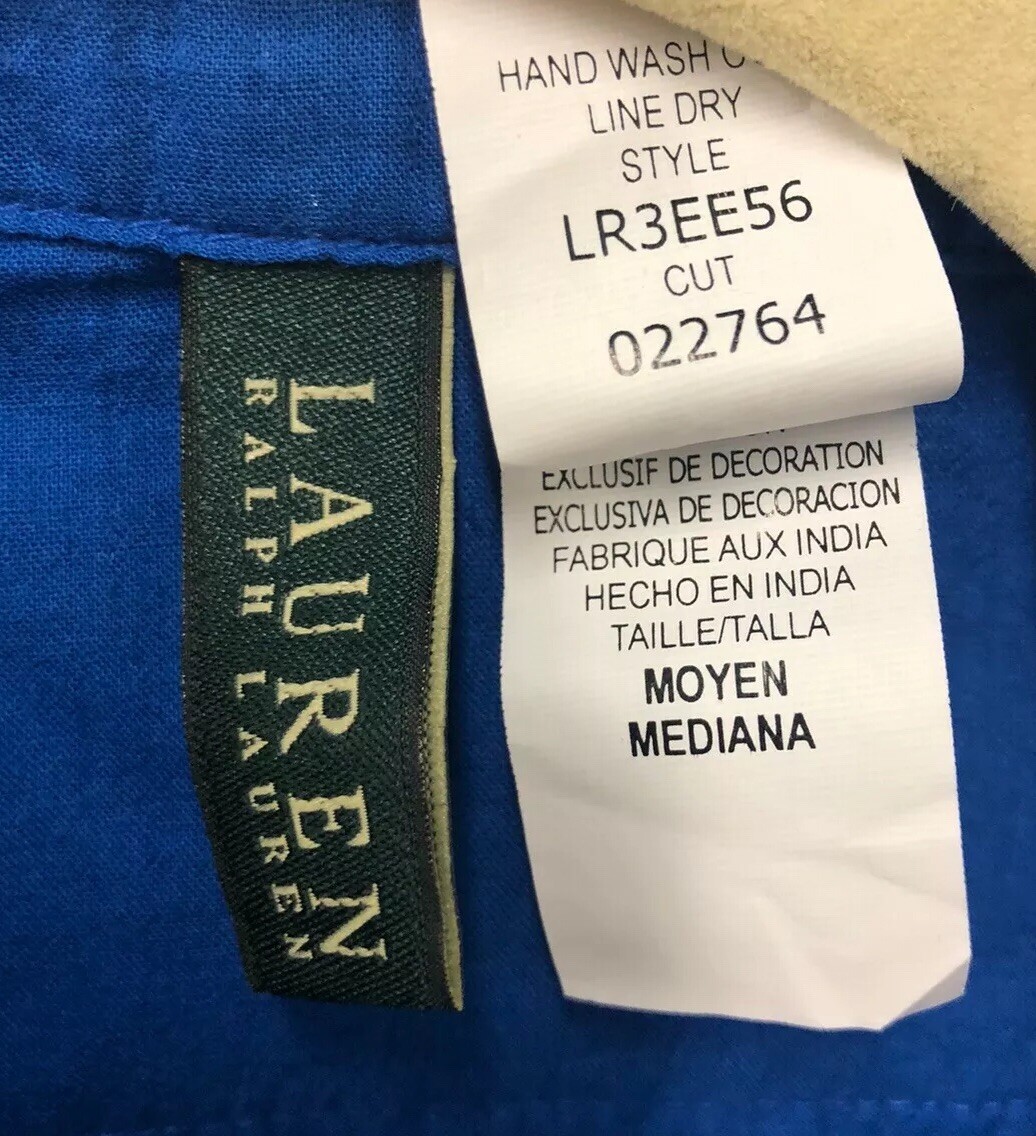 HAND WASH
LINE DRY
STYLE
LR3EE56
CUT
022764
EXCLUSIF DE DECORATION
EXCLUSIVA DE DECORACION
FABRIQUE AUX INDIA
HECHO EN INDIA
TAILLE/TALLA
MOYEN
MEDIANA
LAUREN
RALPH LAUREN